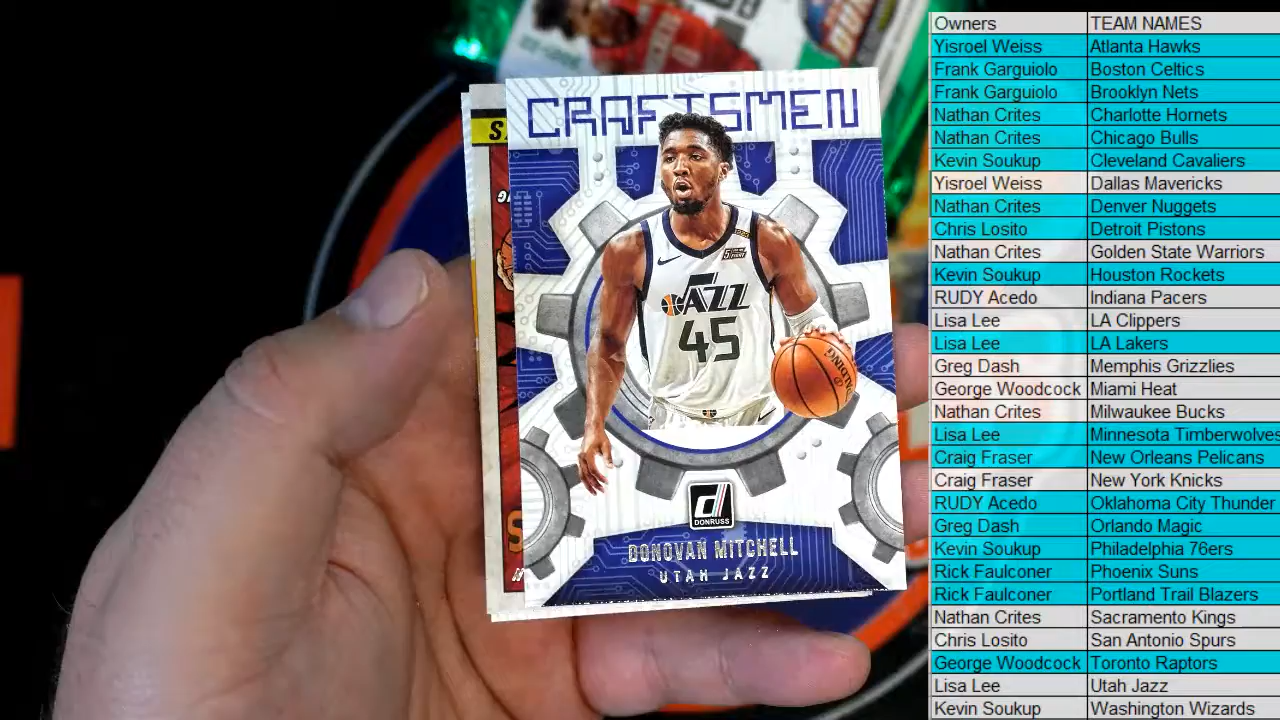 CRAFTSMEN
JAZZ
45
SPALDING
DONRUSS
DONOVAN MITCHELL
UTAH JAZZ
Owners TEAM NAMES
Yisroel Weiss Atlanta Hawks
Frank Garguiolo Boston Celtics
Frank Garguiolo Brooklyn Nets
Nathan Crites Charlotte Hornets
Nathan Crites Chicago Bulls
Kevin Soukup Cleveland Cavaliers
Yisroel Weiss Dallas Mavericks
Nathan Crites Denver Nuggets
Chris Losito Detroit Pistons
Nathan Crites Golden State Warriors
Kevin Soukup Houston Rockets
RUDY Acedo Indiana Pacers
Lisa Lee LA Clippers
Lisa Lee LA Lakers
Greg Dash Memphis Grizzlies
George Woodcock Miami Heat
Nathan Crites Milwaukee Bucks
Lisa Lee Minnesota Timberwolves
Craig Fraser New Orleans Pelicans
Craig Fraser New York Knicks
RUDY Acedo Oklahoma City Thunder
Greg Dash Orlando Magic
Kevin Soukup Philadelphia 76ers
Rick Faulconer Phoenix Suns
Rick Faulconer Portland Trail Blazers
Nathan Crites Sacramento Kings
Chris Losito San Antonio Spurs
George Woodcock Toronto Raptors
Lisa Lee Utah Jazz
Kevin Soukup Washington Wizards